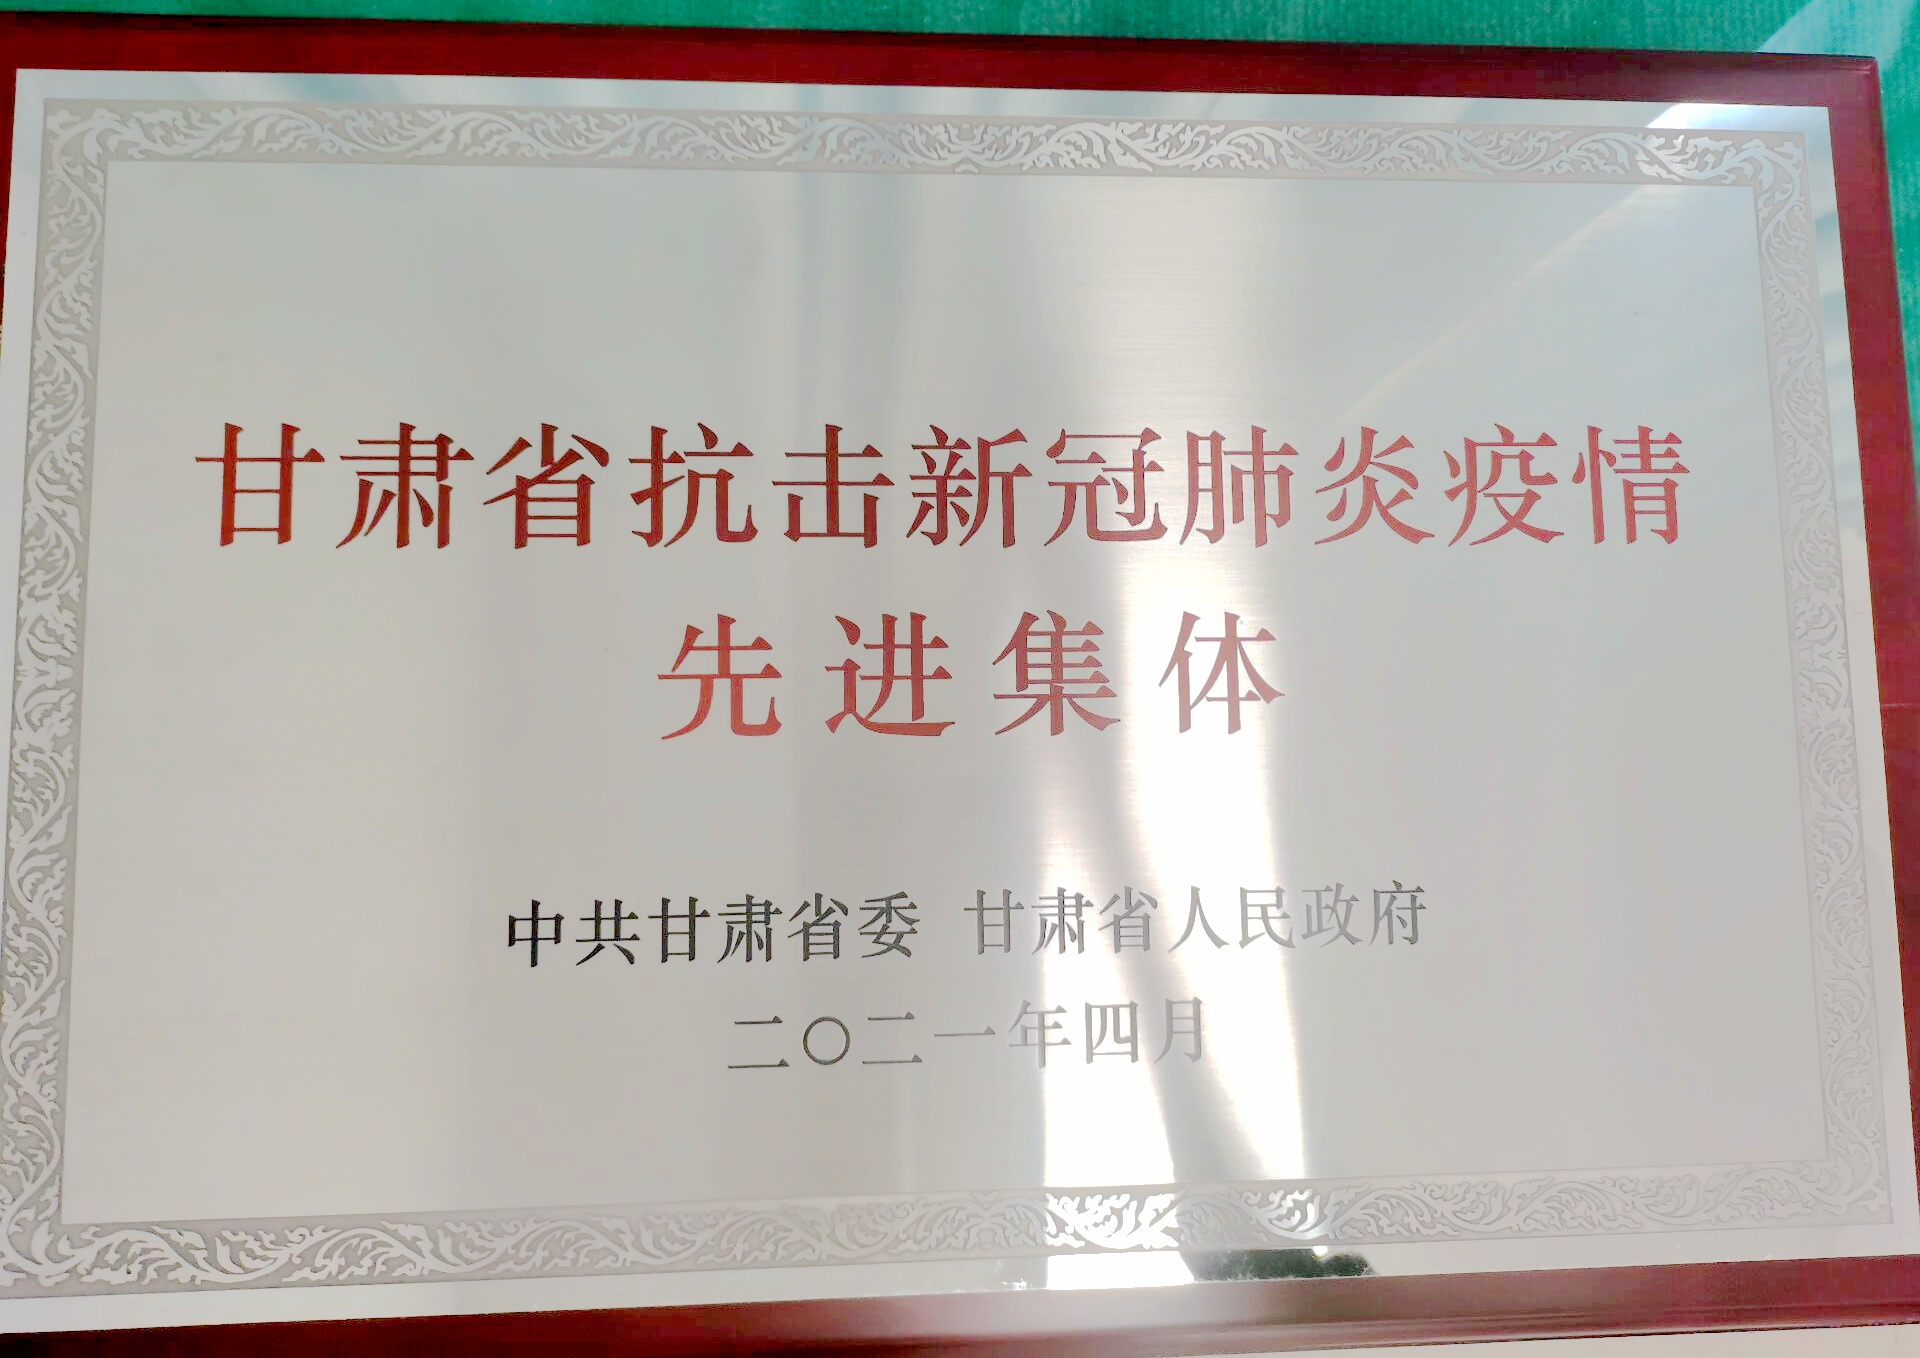 甘肃省抗击新冠肺炎疫情
先进集体
中共甘肃省委 甘肃省人民政府
二〇二一年四月